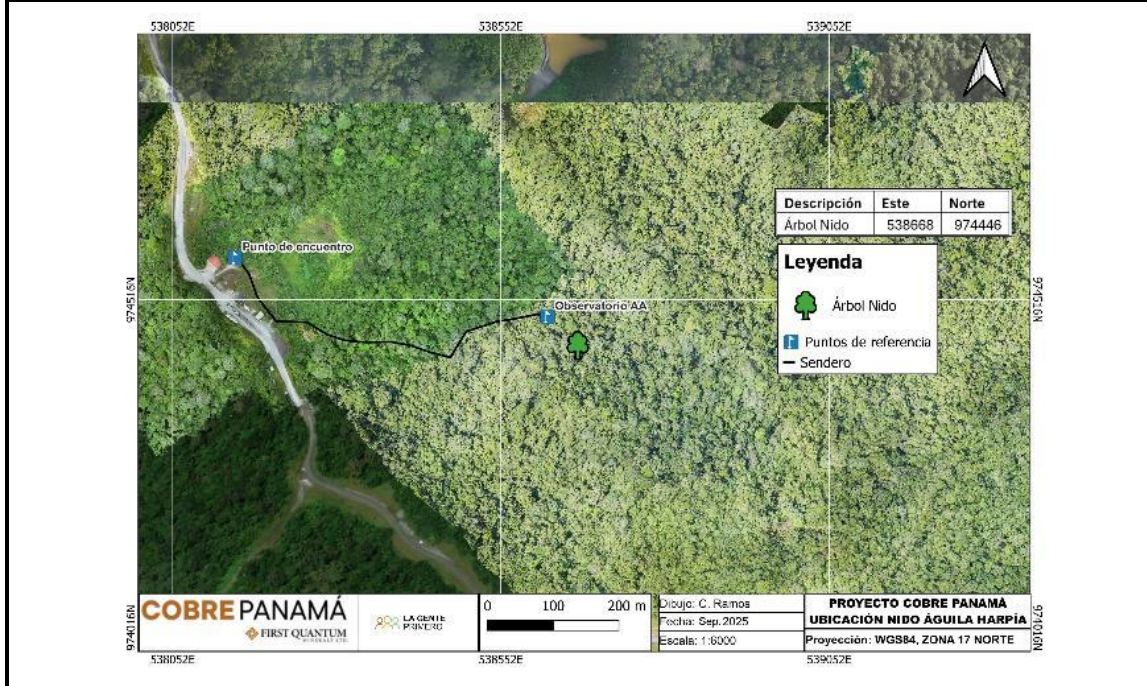 538052E 538552E 539052E
Descripción Este Norte
Árbol Nido 538668 974446
Punto de encuentro
Leyenda
Árbol Nido
Puntos de referencia
Sendero
974516N
974516N
Observatorio AA
COBRE PANAMÁ
FIRST QUANTUM
LA GENTE
PRIMERO
0 100 200 m
Dibujo: C. Ramos
Fecha: Sep.2025
Escala: 1:6000
PROYECTO COBRE PANAMÁ
UBICACIÓN NIDO ÁGUILA HARPÍA
Proyección: WGS84, ZONA 17 NORTE
974016N
974016N
538052E 538552E 539052E